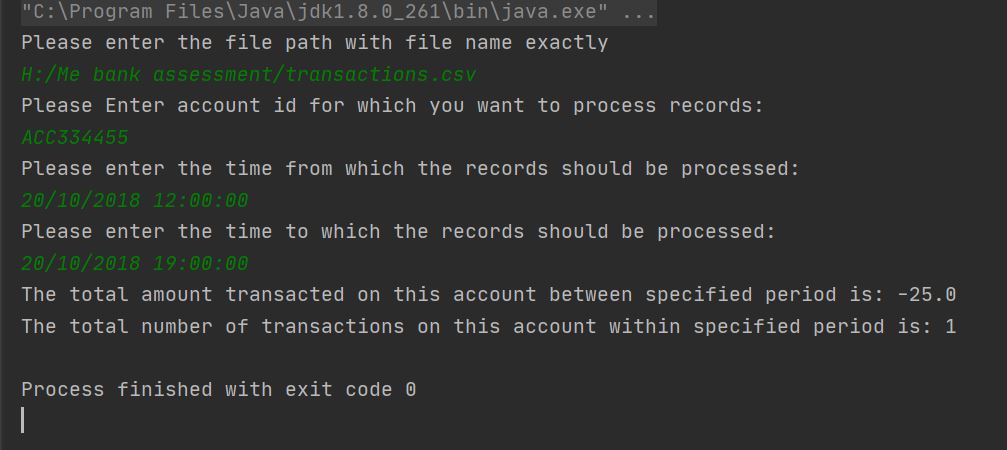 "C:\Program Files\Java\jdk1.8.0_261\bin\java.exe" ...
Please enter the file path with file name exactly
H:/Me bank assessment/transactions.csv
Please Enter account id for which you want to process records:
ACC334455
Please enter the time from which the records should be processed:
20/10/2018 12:00:00
Please enter the time to which the records should be processed:
20/10/2018 19:00:00
The total amount transacted on this account between specified period is: -25.0
The total number of transactions on this account within specified period is: 1
Process finished with exit code 0